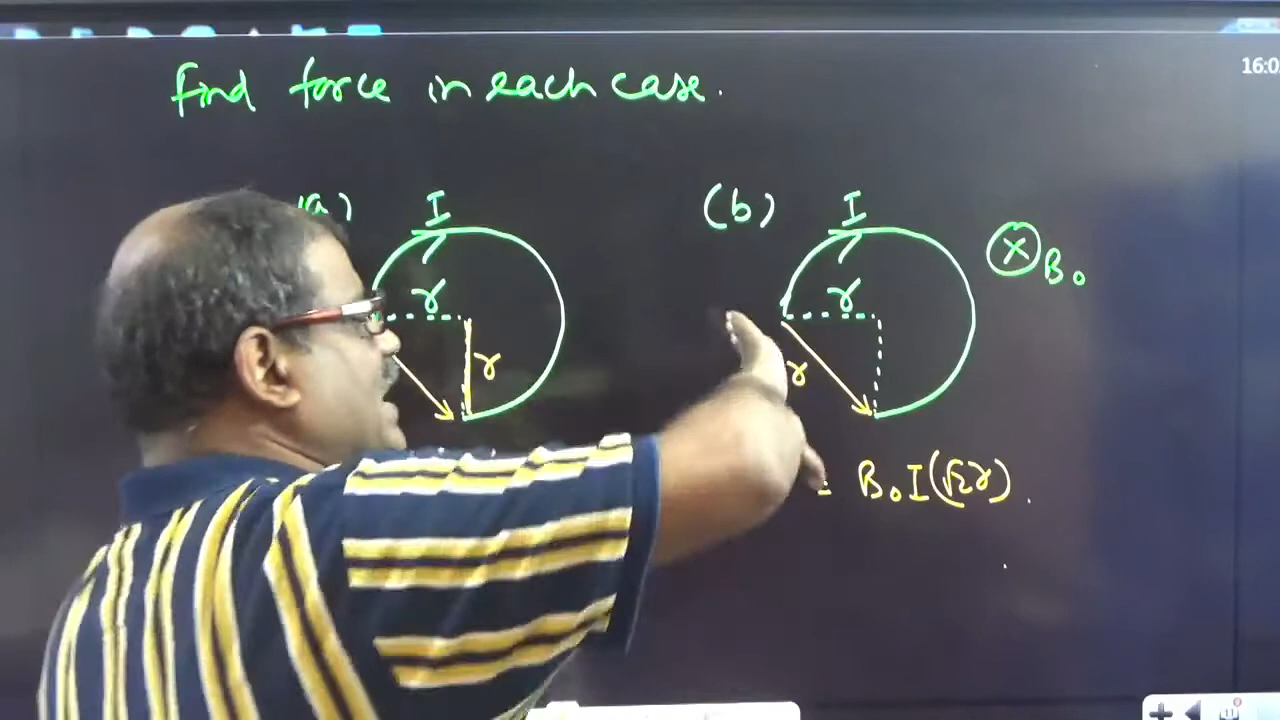 find force in each case.
16:0
(a)
I
r
r
(b)
I
r
r
⊗ B₀
= B₀I(√2r).